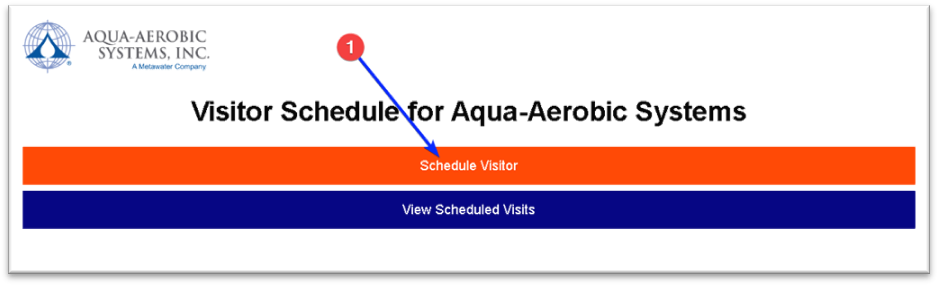 AQUA-AEROBIC
SYSTEMS, INC.
A Metawater Company
1
Visitor Schedule for Aqua-Aerobic Systems
Schedule Visitor
View Scheduled Visits